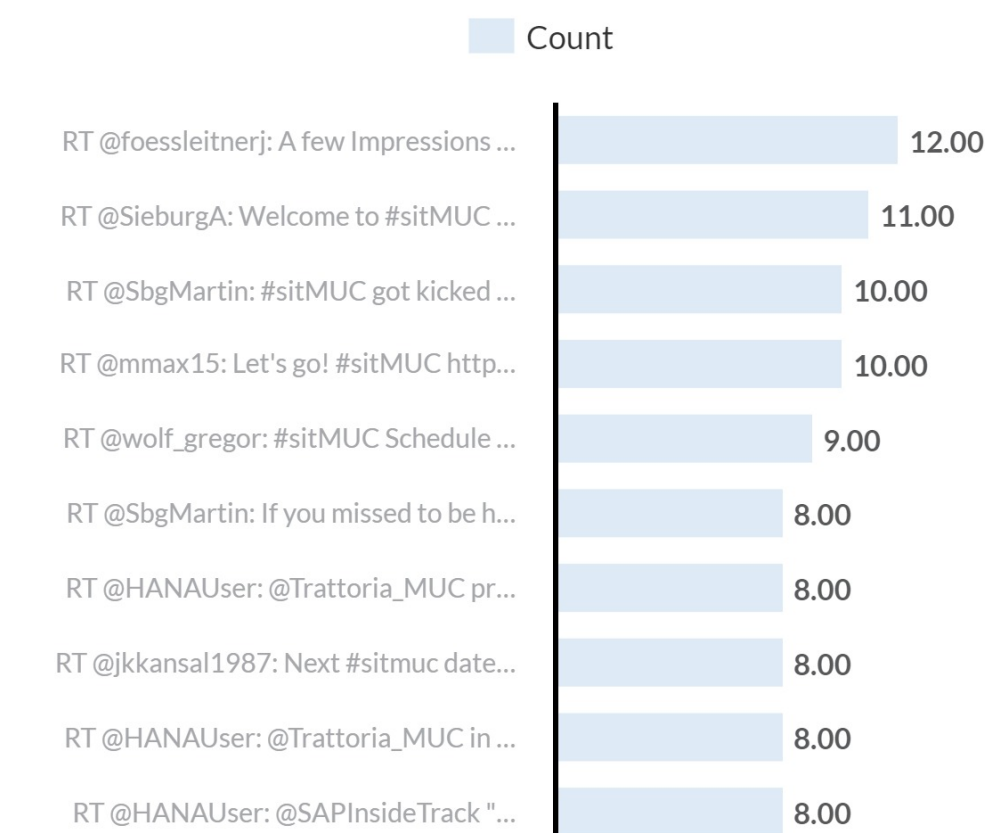 Count
RT @foessleitnerj: A few Impressions ... 12.00
RT @SieburgA: Welcome to #sitMUC ... 11.00
RT @SbgMartin: #sitMUC got kicked ... 10.00
RT @mmax15: Let's go! #sitMUC http... 10.00
RT @wolf_gregor: #sitMUC Schedule ... 9.00
RT @SbgMartin: If you missed to be h... 8.00
RT @HANAUser: @Trattoria_MUC pr... 8.00
RT @jkkansal1987: Next #sitmuc date... 8.00
RT @HANAUser: @Trattoria_MUC in ... 8.00
RT @HANAUser: @SAPInsideTrack "... 8.00